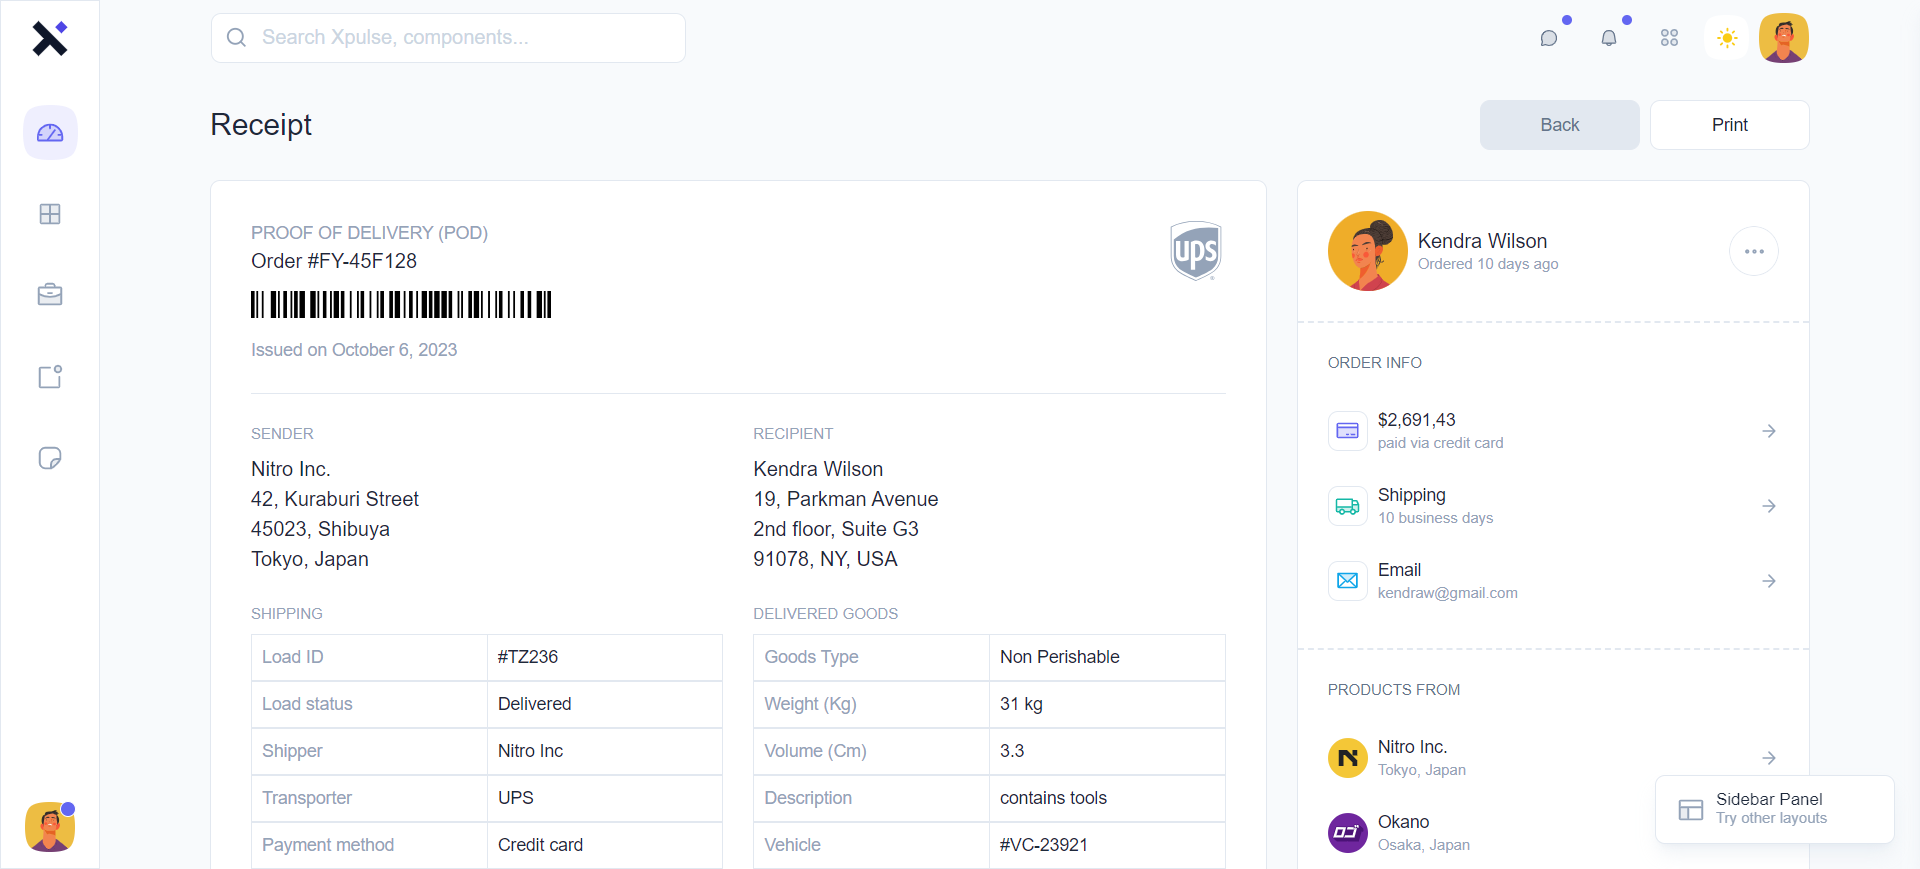 Search Xpulse, components...
Receipt
Back
Print
PROOF OF DELIVERY (POD)
Order #FY-45F128
ups
Issued on October 6, 2023
SENDER
Nitro Inc.
42, Kuraburi Street
45023, Shibuya
Tokyo, Japan
RECIPIENT
Kendra Wilson
19, Parkman Avenue
2nd floor, Suite G3
91078, NY, USA
SHIPPING
Load ID #TZ236
Load status Delivered
Shipper Nitro Inc
Transporter UPS
Payment method Credit card
DELIVERED GOODS
Goods Type Non Perishable
Weight (Kg) 31 kg
Volume (Cm) 3.3
Description contains tools
Vehicle #VC-23921
Kendra Wilson
Ordered 10 days ago
ORDER INFO
$2,691,43
paid via credit card
Shipping
10 business days
Email
kendraw@gmail.com
PRODUCTS FROM
Nitro Inc.
Tokyo, Japan
ロゴ
Okano
Osaka, Japan
Sidebar Panel
Try other layouts